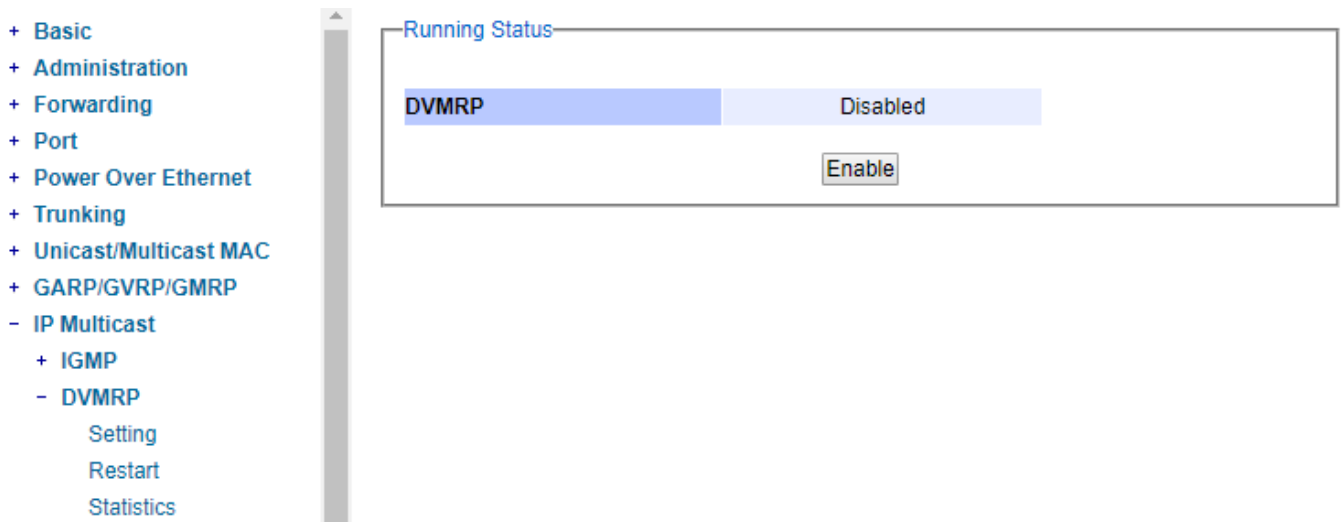 + Basic
+ Administration
+ Forwarding
+ Port
+ Power Over Ethernet
+ Trunking
+ Unicast/Multicast MAC
+ GARP/GVRP/GMRP
− IP Multicast
+ IGMP
− DVMRP
Setting
Restart
Statistics
Running Status
DVMRP Disabled
Enable